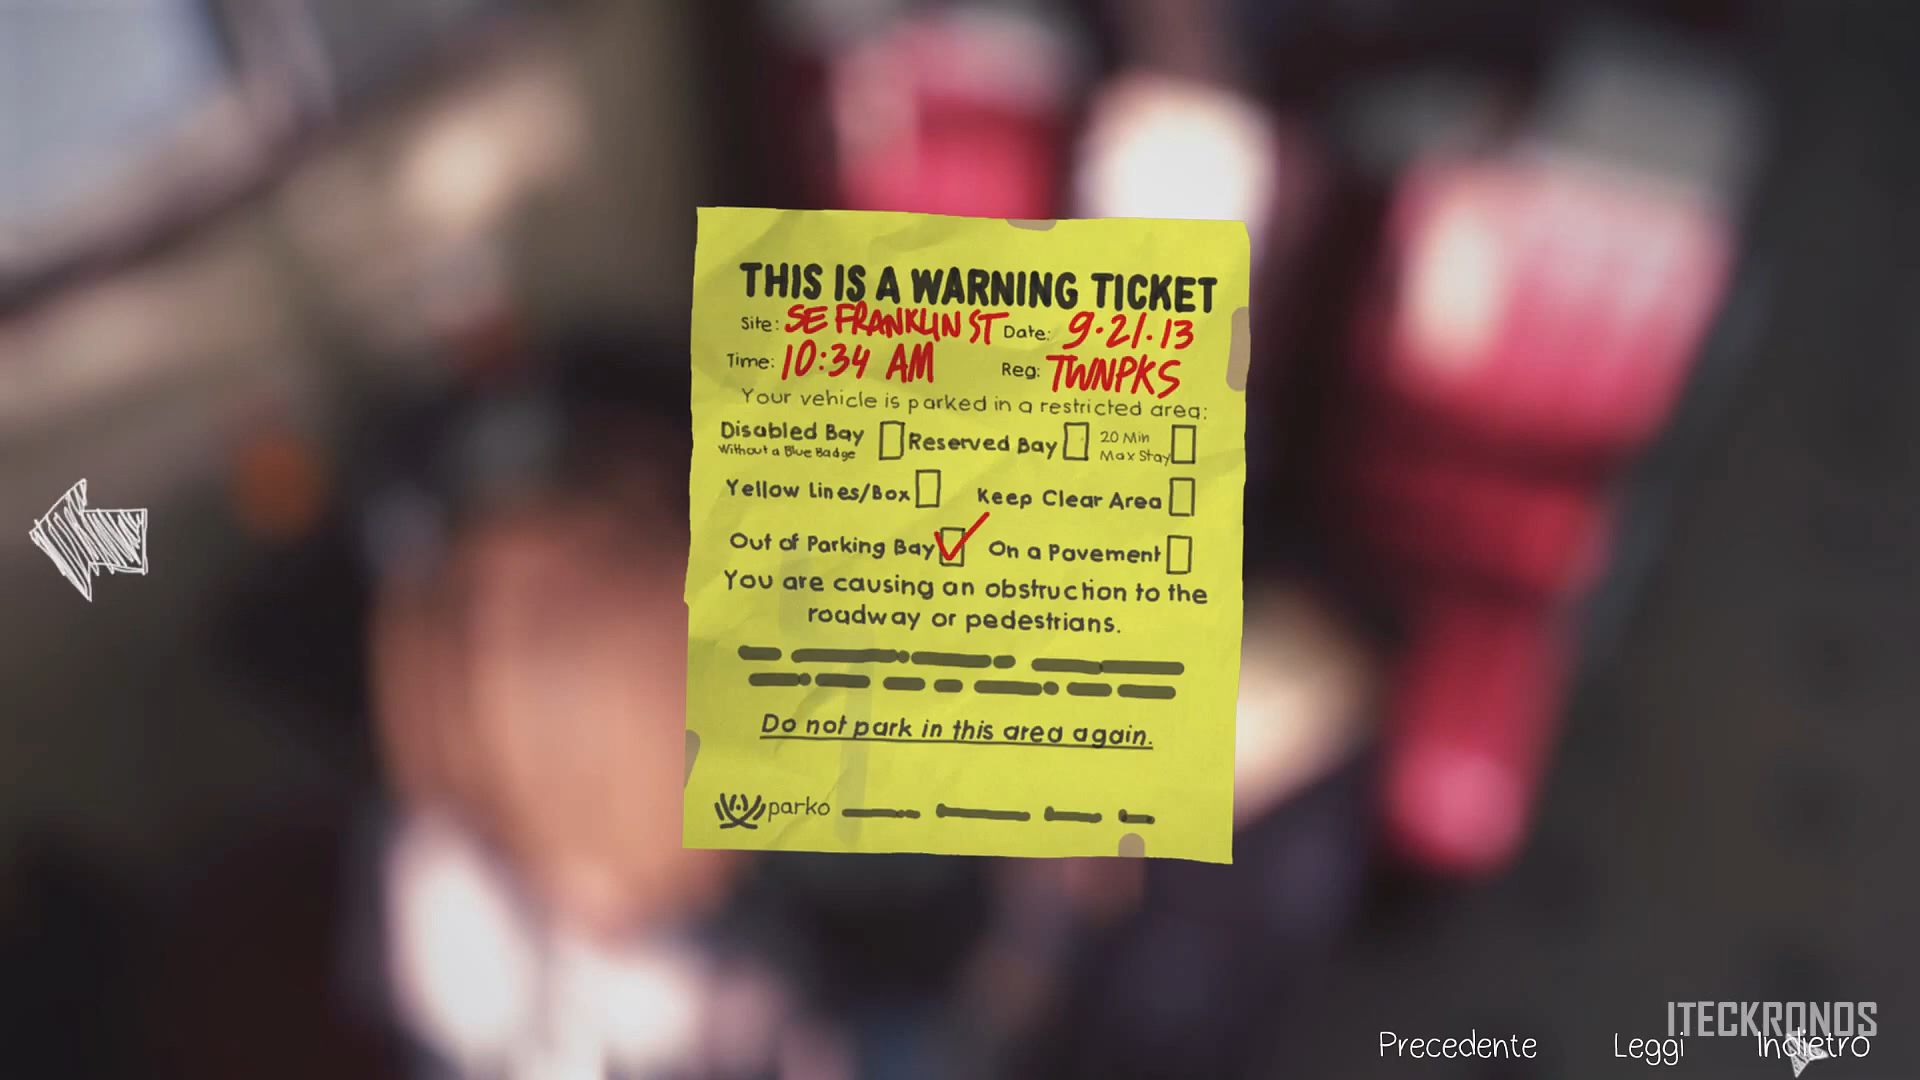 THIS IS A WARNING TICKET
Site: SE FRANKLIN ST Date: 9.21.13
Time: 10:34 AM Reg: TWNPKS
Your vehicle is parked in a restricted area:
Disabled Bay Reserved Bay 20 Min
Without a Blue Badge Max Stay
Yellow Lines/Box Keep Clear Area
Out of Parking Bay On a Pavement
You are causing an obstruction to the
roadway or pedestrians.
Do not park in this area again.
parko
ITECKRONOS
Precedente Leggi Indietro